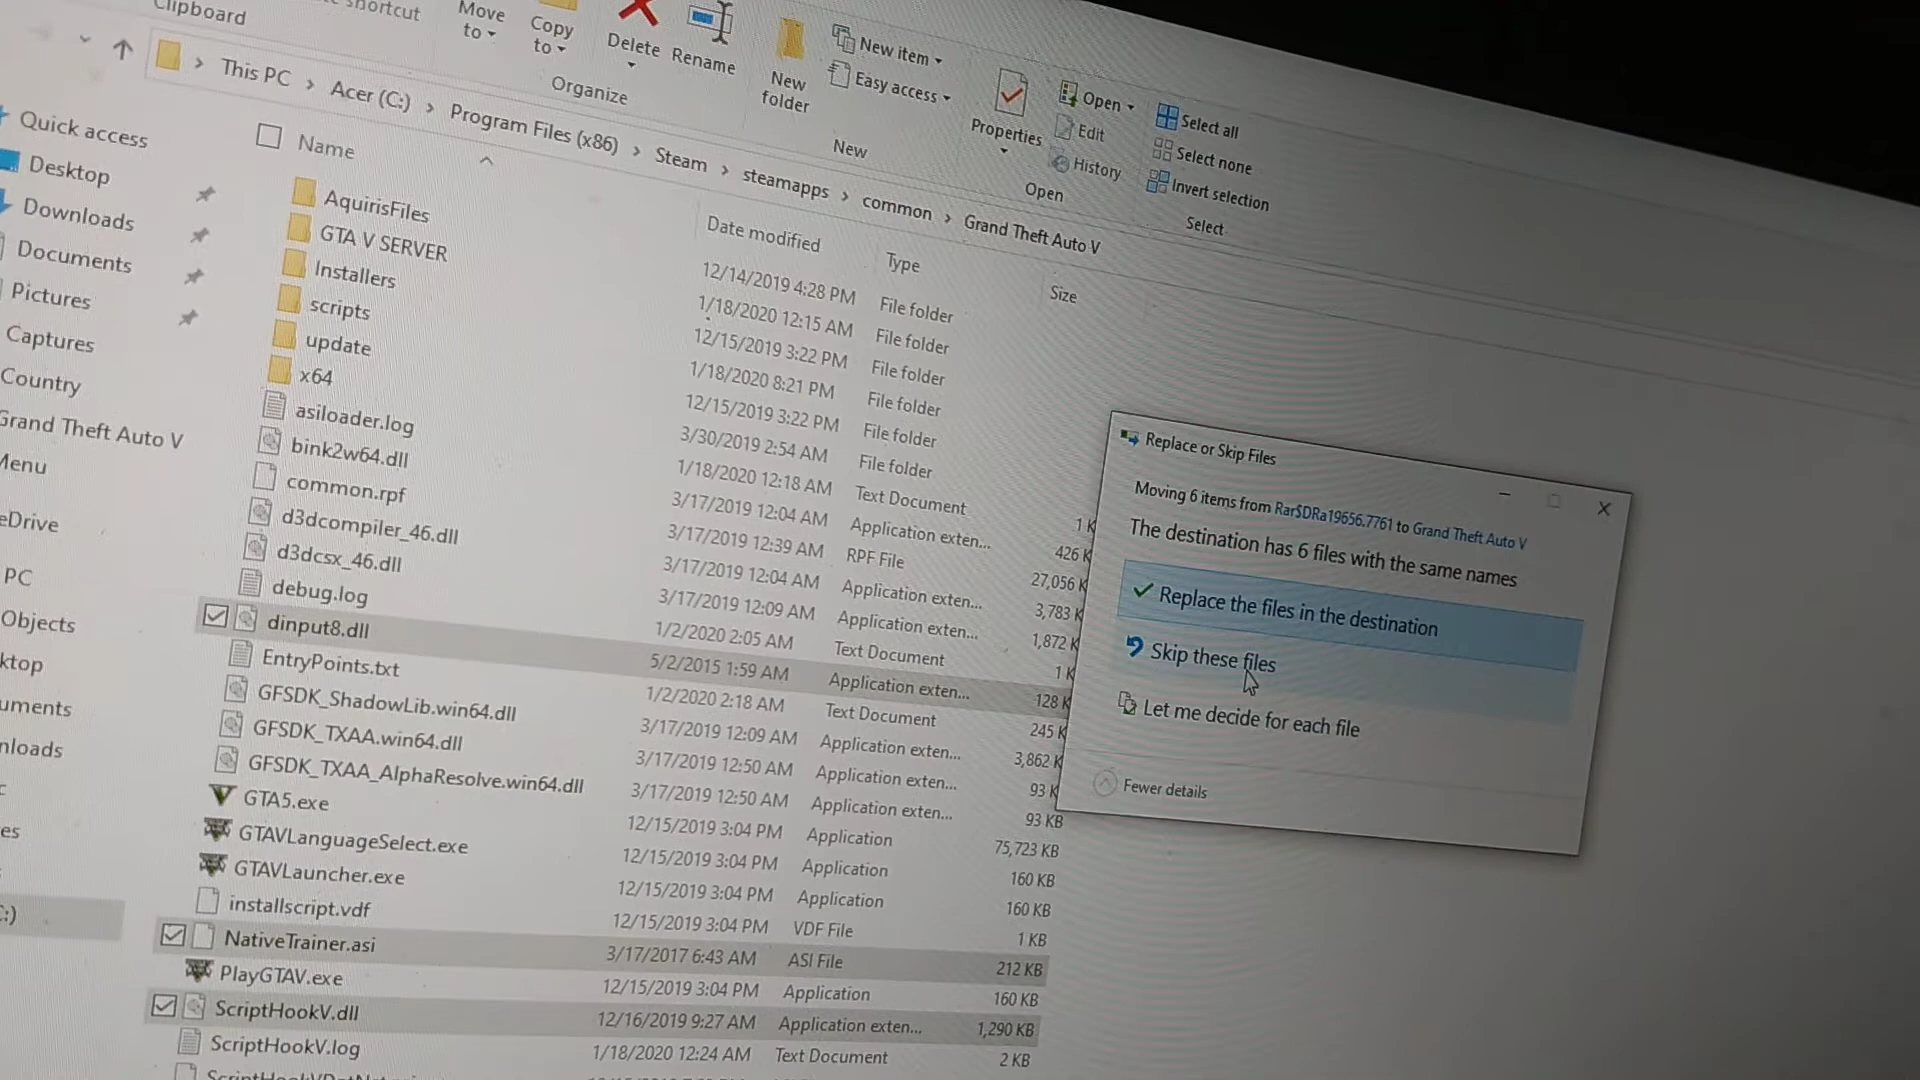 Clipboard
shortcut
Move to
Copy to
Delete
Rename
Organize
New folder
New item
Easy access
New
Properties
Open
Edit
History
Open
Select all
Select none
Invert selection
Select
This PC > Acer (C:) > Program Files (x86) > Steam > steamapps > common > Grand Theft Auto V
Quick access
Desktop
Downloads
Documents
Pictures
Captures
Country
Grand Theft Auto V
Menu
eDrive
PC
Objects
ktop
uments
nloads
es
:)
Name Date modified Type Size
AquirisFiles 12/14/2019 4:28 PM File folder
GTA V SERVER 1/18/2020 12:15 AM File folder
Installers 12/15/2019 3:22 PM File folder
scripts 1/18/2020 8:21 PM File folder
update 12/15/2019 3:22 PM File folder
x64 3/30/2019 2:54 AM File folder
asiloader.log 1/18/2020 12:18 AM Text Document 1 K
bink2w64.dll 3/17/2019 12:04 AM Application exten... 426 K
common.rpf 3/17/2019 12:39 AM RPF File 27,056 K
d3dcompiler_46.dll 3/17/2019 12:04 AM Application exten... 3,783 K
d3dcsx_46.dll 3/17/2019 12:09 AM Application exten... 1,872 K
debug.log 1/2/2020 2:05 AM Text Document 1 K
dinput8.dll 5/2/2015 1:59 AM Application exten... 128 K
EntryPoints.txt 1/2/2020 2:18 AM Text Document 245 K
GFSDK_ShadowLib.win64.dll 3/17/2019 12:09 AM Application exten... 3,862 K
GFSDK_TXAA.win64.dll 3/17/2019 12:50 AM Application exten... 93 K
GFSDK_TXAA_AlphaResolve.win64.dll 3/17/2019 12:50 AM Application exten... 93 KB
GTA5.exe 12/15/2019 3:04 PM Application 75,723 KB
GTAVLanguageSelect.exe 12/15/2019 3:04 PM Application 160 KB
GTAVLauncher.exe 12/15/2019 3:04 PM Application 160 KB
installscript.vdf 12/15/2019 3:04 PM VDF File 1 KB
NativeTrainer.asi 3/17/2017 6:43 AM ASI File 212 KB
PlayGTAV.exe 12/15/2019 3:04 PM Application 160 KB
ScriptHookV.dll 12/16/2019 9:27 AM Application exten... 1,290 KB
ScriptHookV.log 1/18/2020 12:24 AM Text Document 2 KB
Replace or Skip Files
Moving 6 items from Rar$DRa19656.7761 to Grand Theft Auto V
The destination has 6 files with the same names
Replace the files in the destination
Skip these files
Let me decide for each file
Fewer details